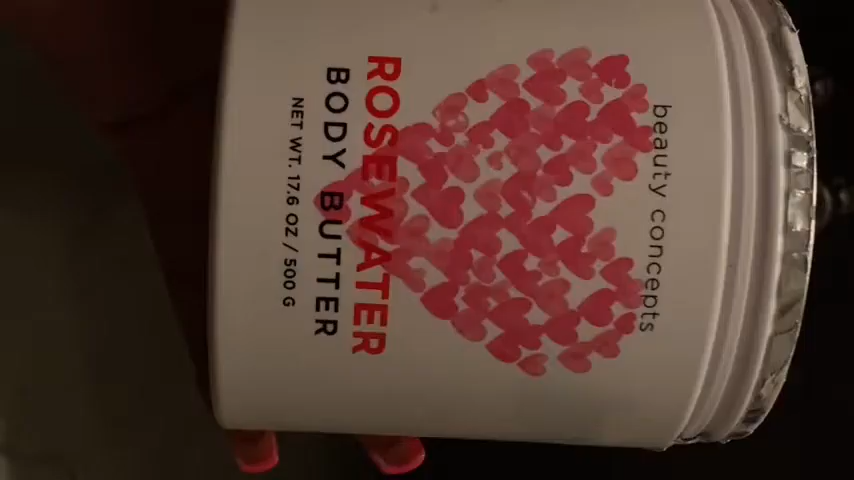 beauty concepts
ROSEWATER
BODY BUTTER
NET WT. 17.6 OZ / 500 G